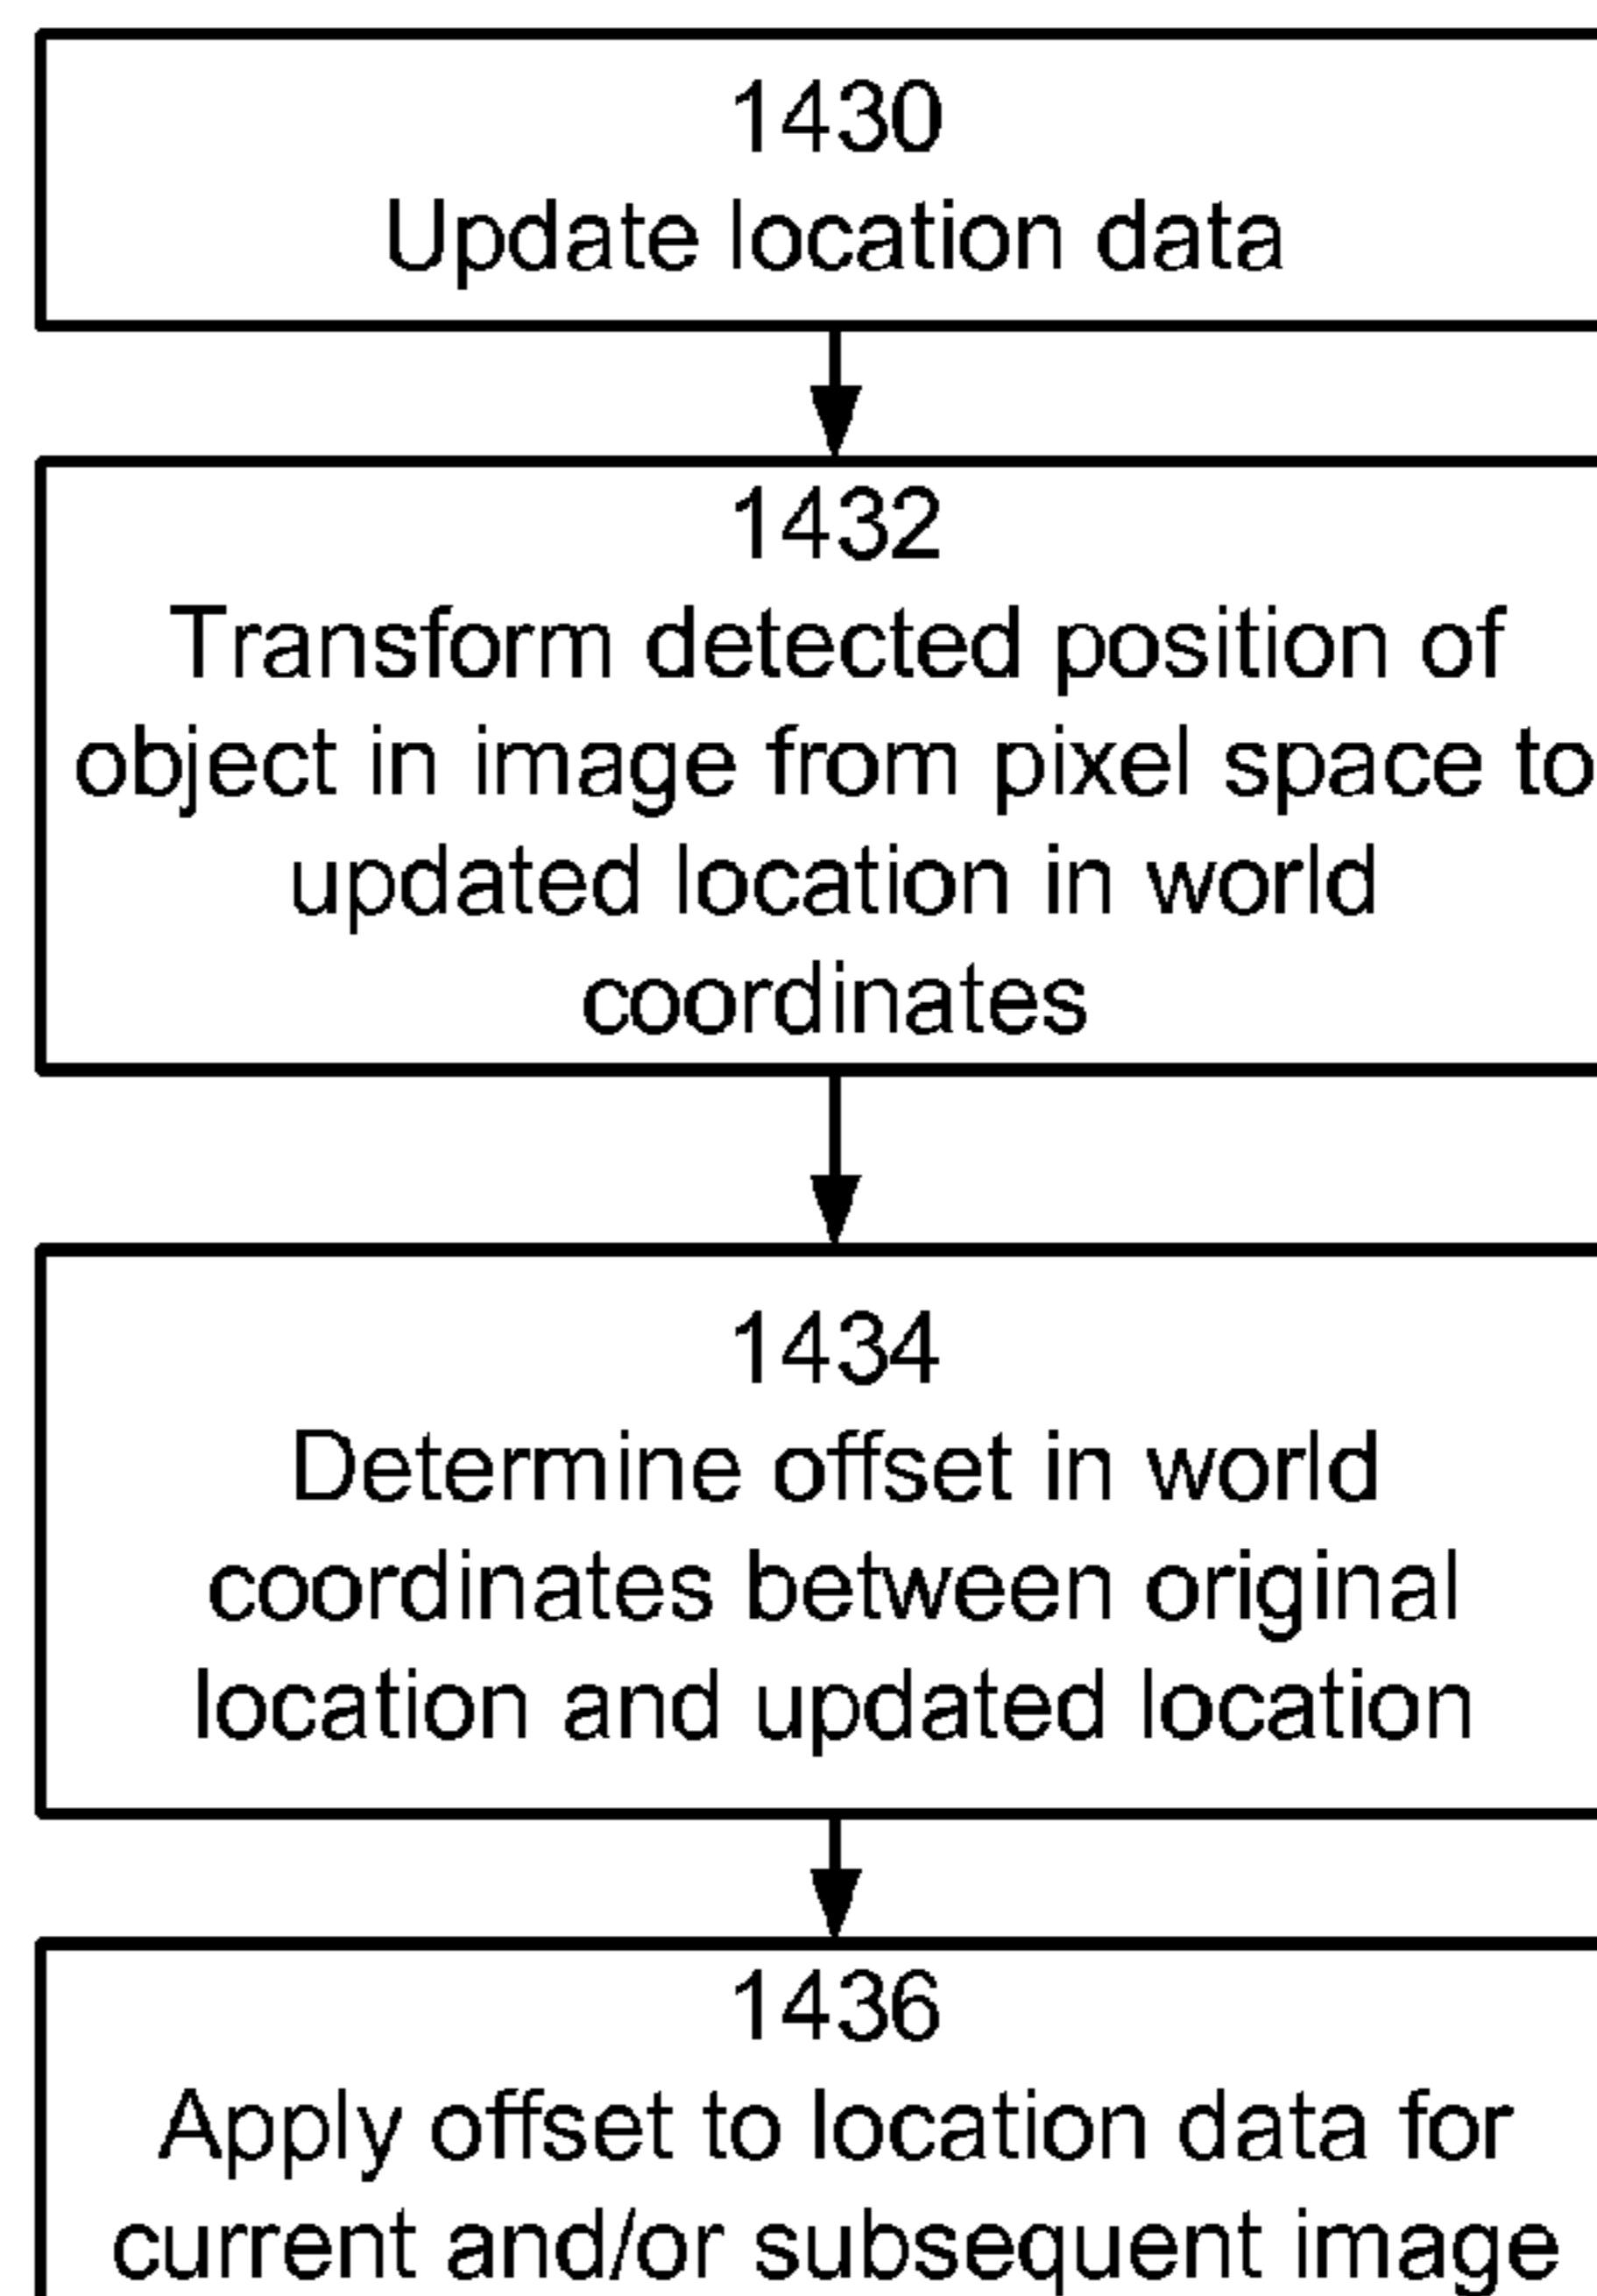 1430
Update location data
1432
Transform detected position of
object in image from pixel space to
updated location in world
coordinates
1434
Determine offset in world
coordinates between original
location and updated location
1436
Apply offset to location data for
current and/or subsequent image